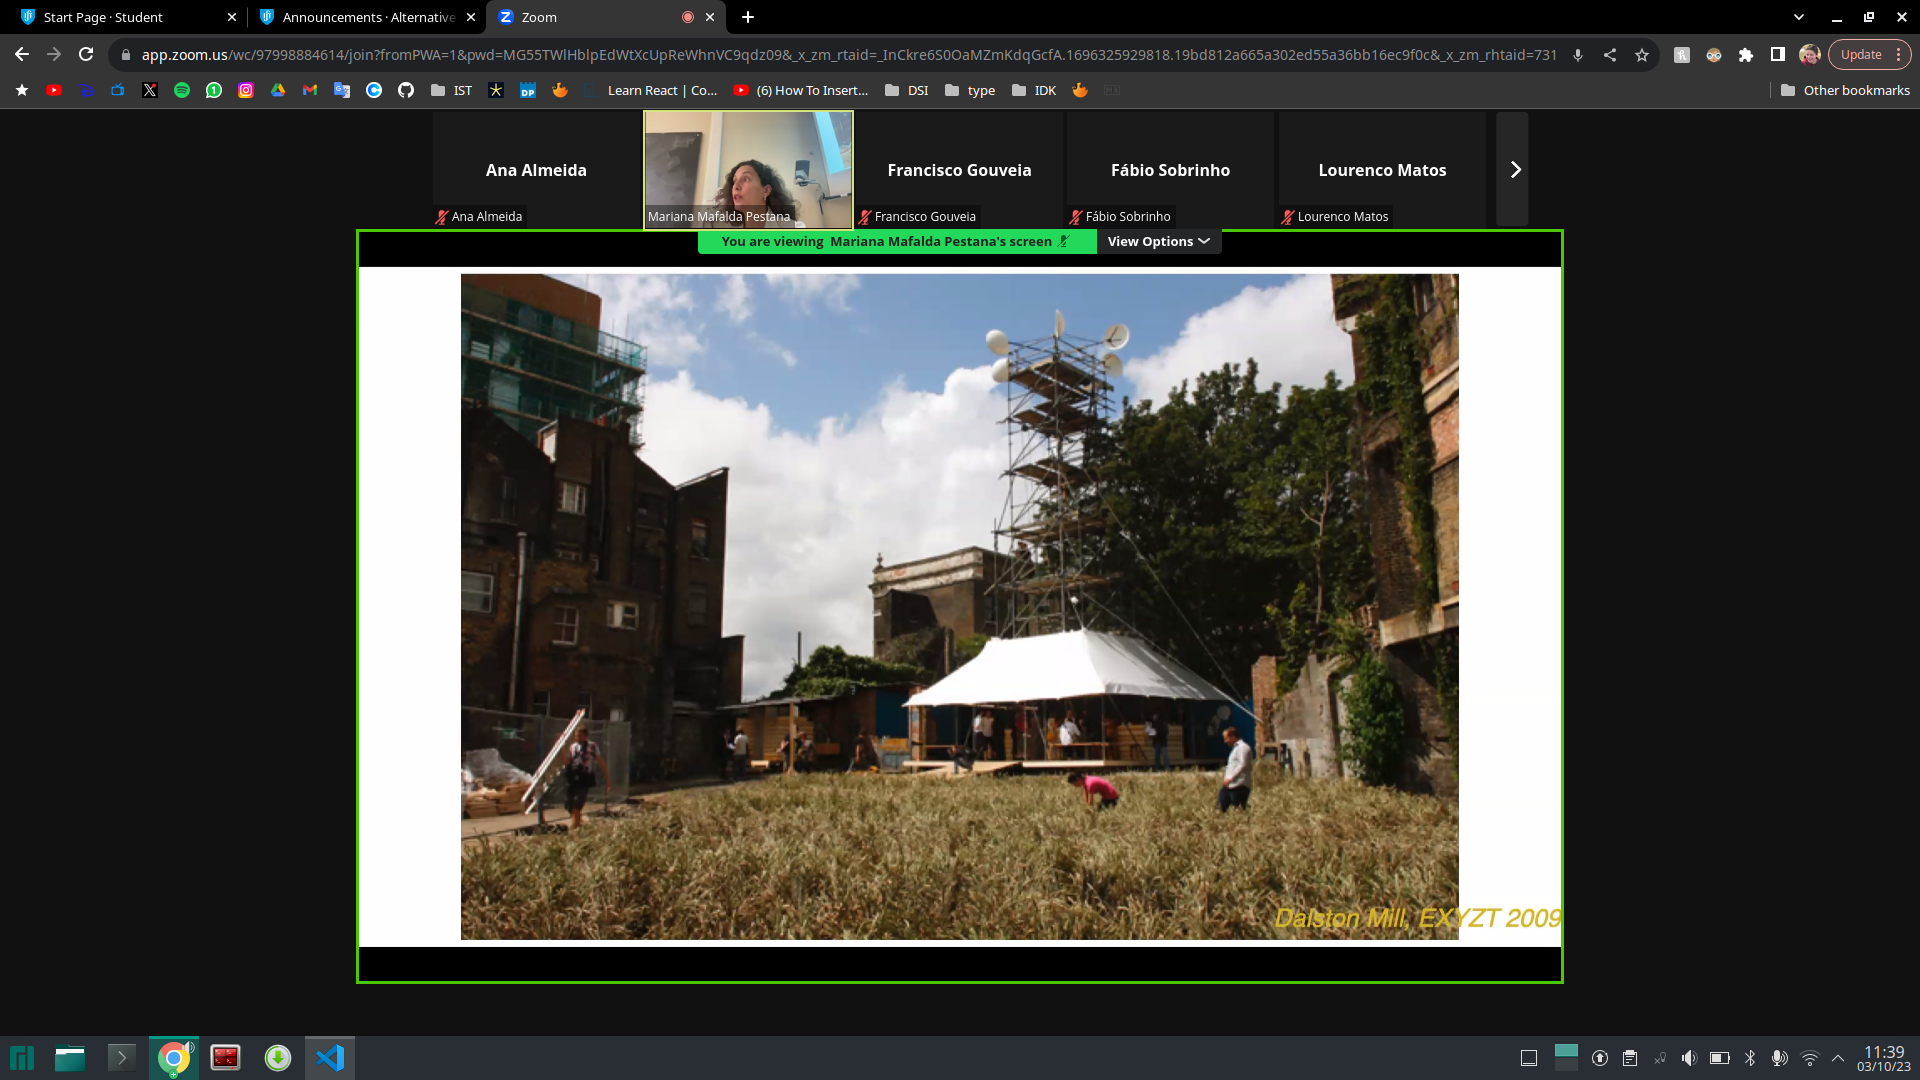 Start Page · Student
Announcements · Alternative
Zoom
app.zoom.us/wc/97998884614/join?fromPWA=1&pwd=MG55TWlHblpEdWtXcUpReWhnVC9qdz09&_x_zm_rtaid=_InCkre6S0OaMZmKdqGcfA.1696325929818.19bd812a665a302ed55a36bb16ec9f0c&_x_zm_rhtaid=731
Update
IST
DP
Learn React | Co...
(6) How To Insert...
DSI
type
IDK
Other bookmarks
Ana Almeida
Francisco Gouveia
Fábio Sobrinho
Lourenco Matos
Ana Almeida
Mariana Mafalda Pestana
Francisco Gouveia
Fábio Sobrinho
Lourenco Matos
You are viewing Mariana Mafalda Pestana's screen
View Options
Dalston Mill, EXYZT 2009
11:39
03/10/23